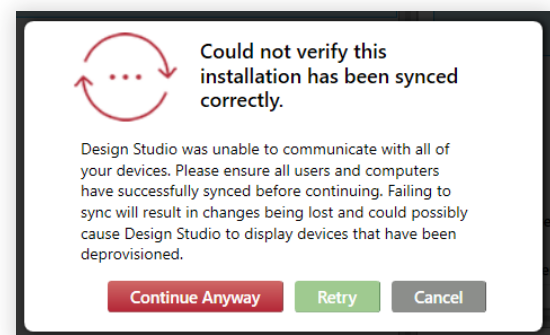 Could not verify this
installation has been synced
correctly.
Design Studio was unable to communicate with all of
your devices. Please ensure all users and computers
have successfully synced before continuing. Failing to
sync will result in changes being lost and could possibly
cause Design Studio to display devices that have been
deprovisioned.
Continue Anyway
Retry
Cancel